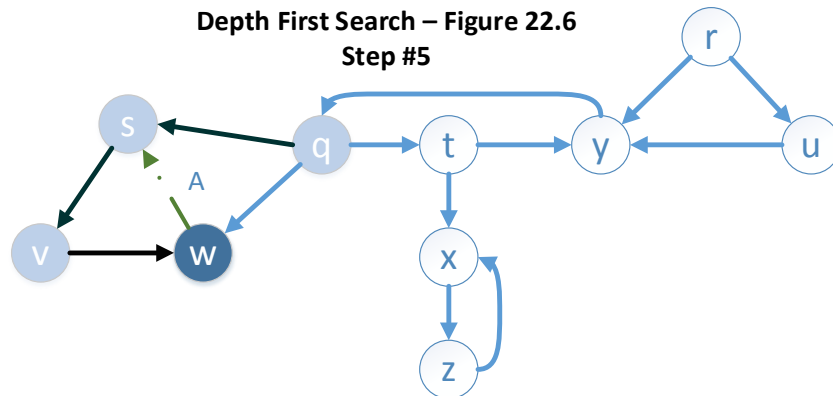 Depth First Search – Figure 22.6
Step #5
r
s
q
t
y
u
A
v
w
x
z